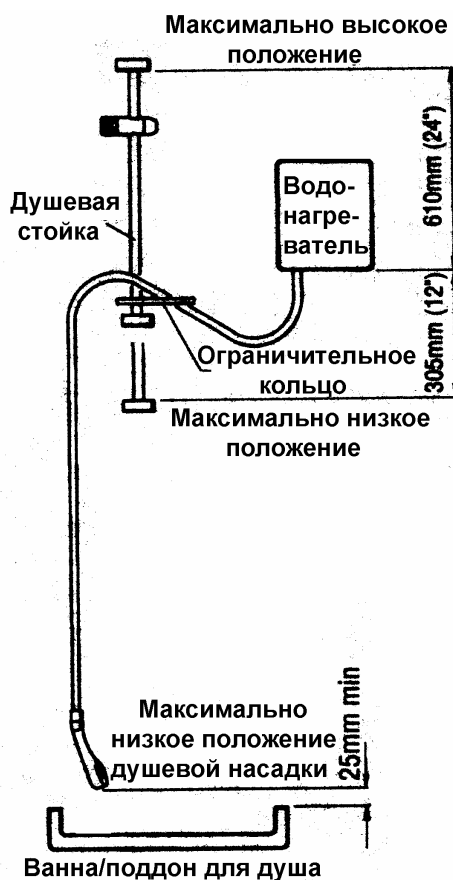 Максимально высокое
положение
610mm (24")
Водо-
нагре-
ватель
Душевая
стойка
305mm (12")
Ограничительное
кольцо
Максимально низкое
положение
Максимально
низкое положение
душевой насадки
25mm min
Ванна/поддон для душа